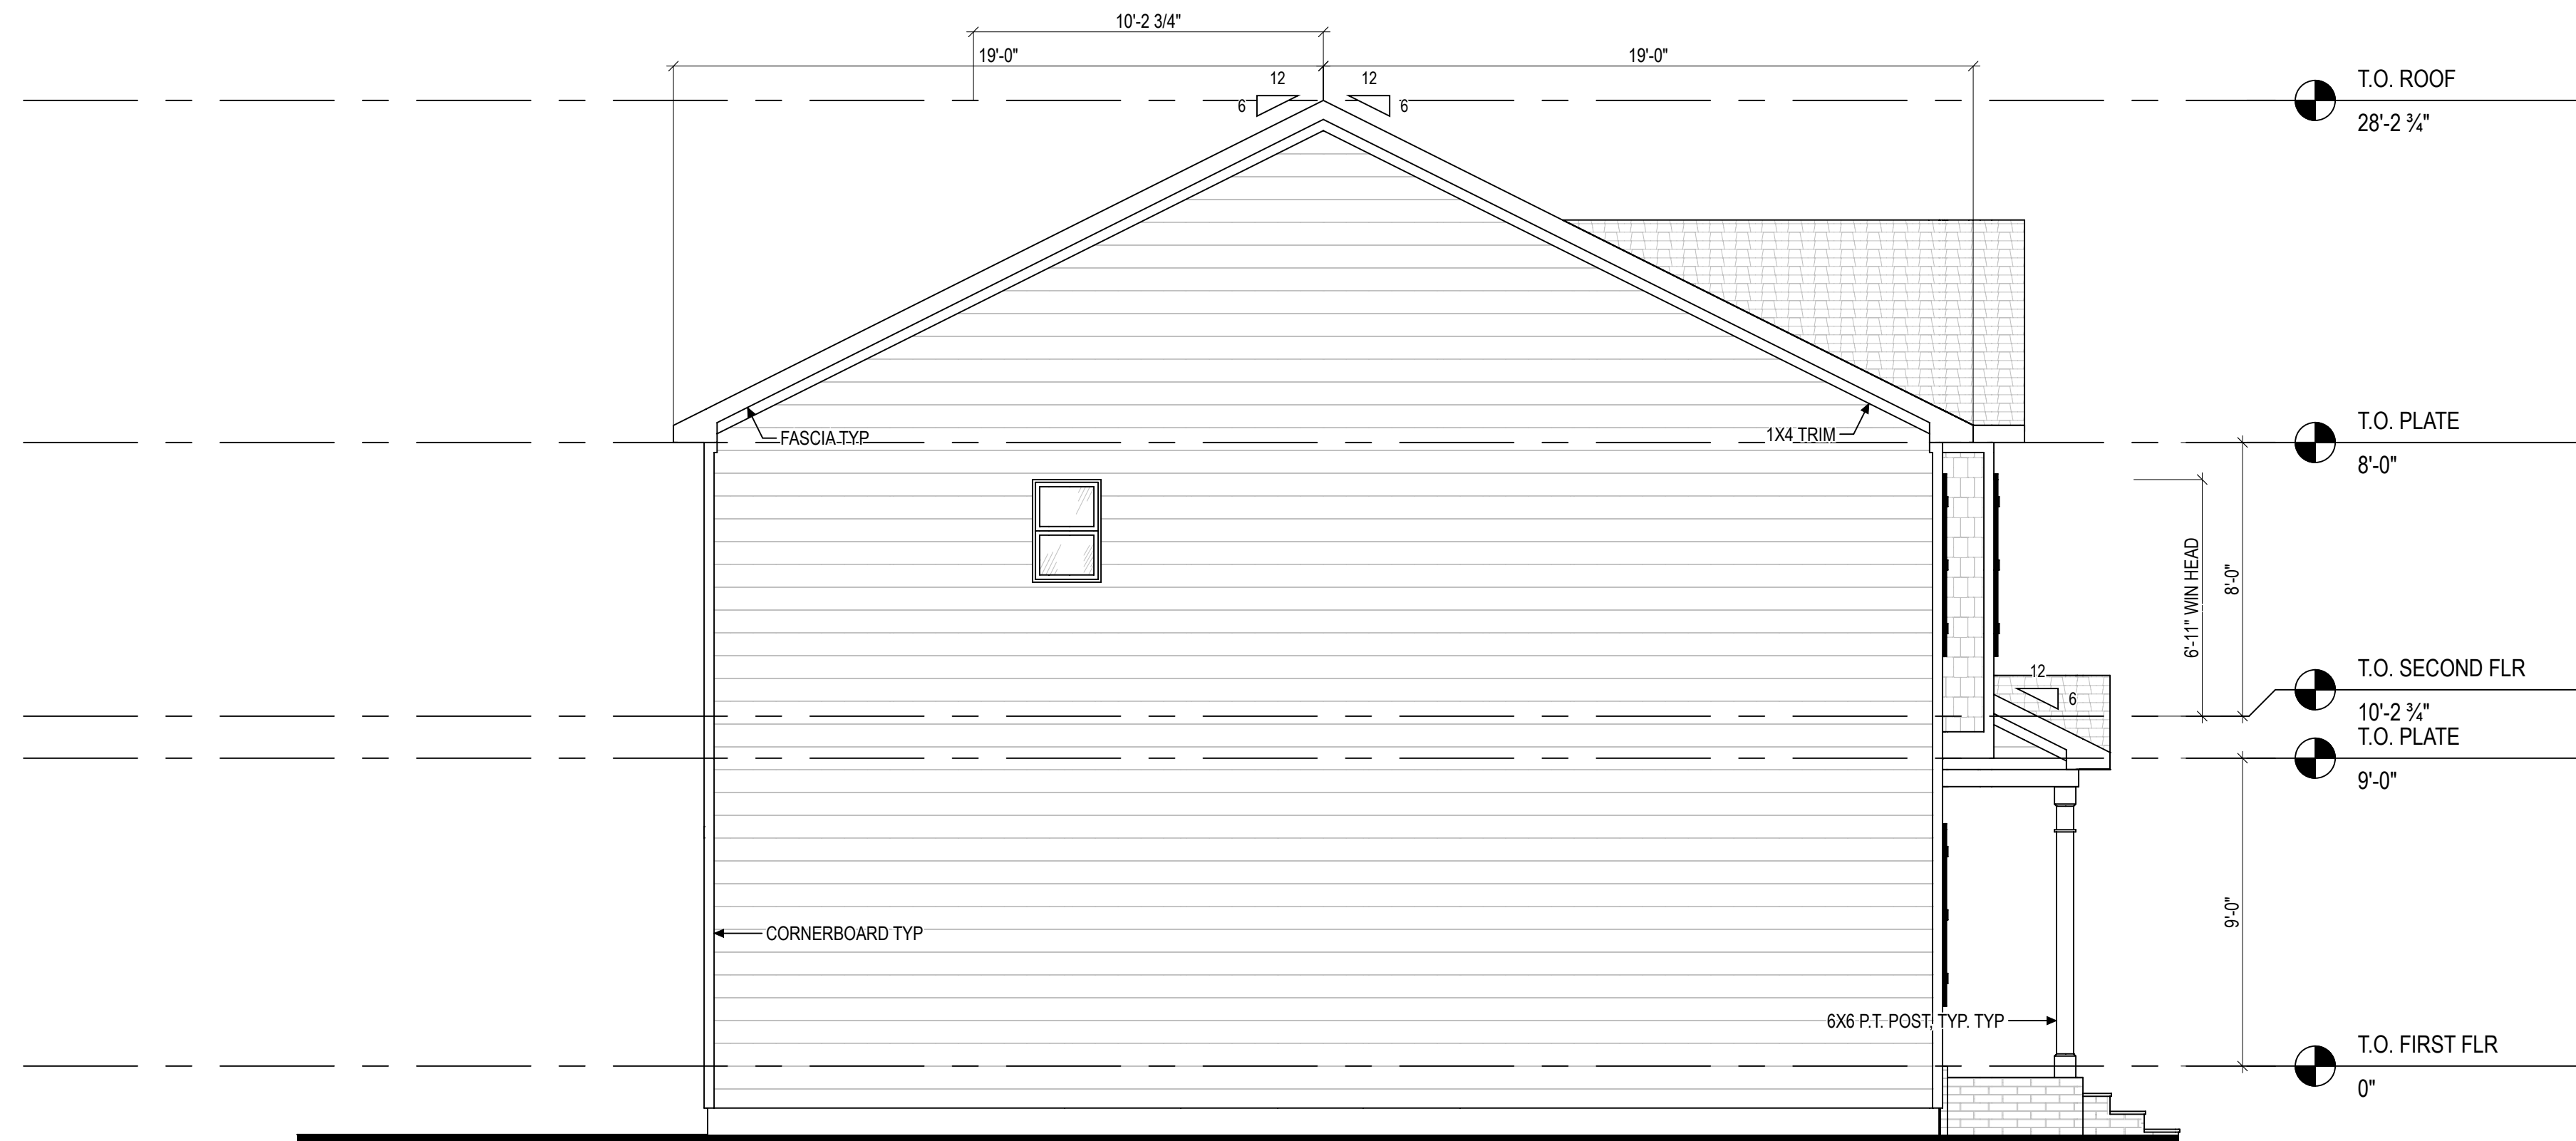 10'-2 3/4"
19'-0"
19'-0"
12
12
6
6
T.O. ROOF
28'-2 ¾"
FASCIA TYP
1X4 TRIM
T.O. PLATE
8'-0"
6'-11" WIN HEAD
8'-0"
12
6
T.O. SECOND FLR
10'-2 ¾"
T.O. PLATE
9'-0"
9'-0"
CORNERBOARD TYP
6X6 P.T. POST, TYP. TYP
T.O. FIRST FLR
0"